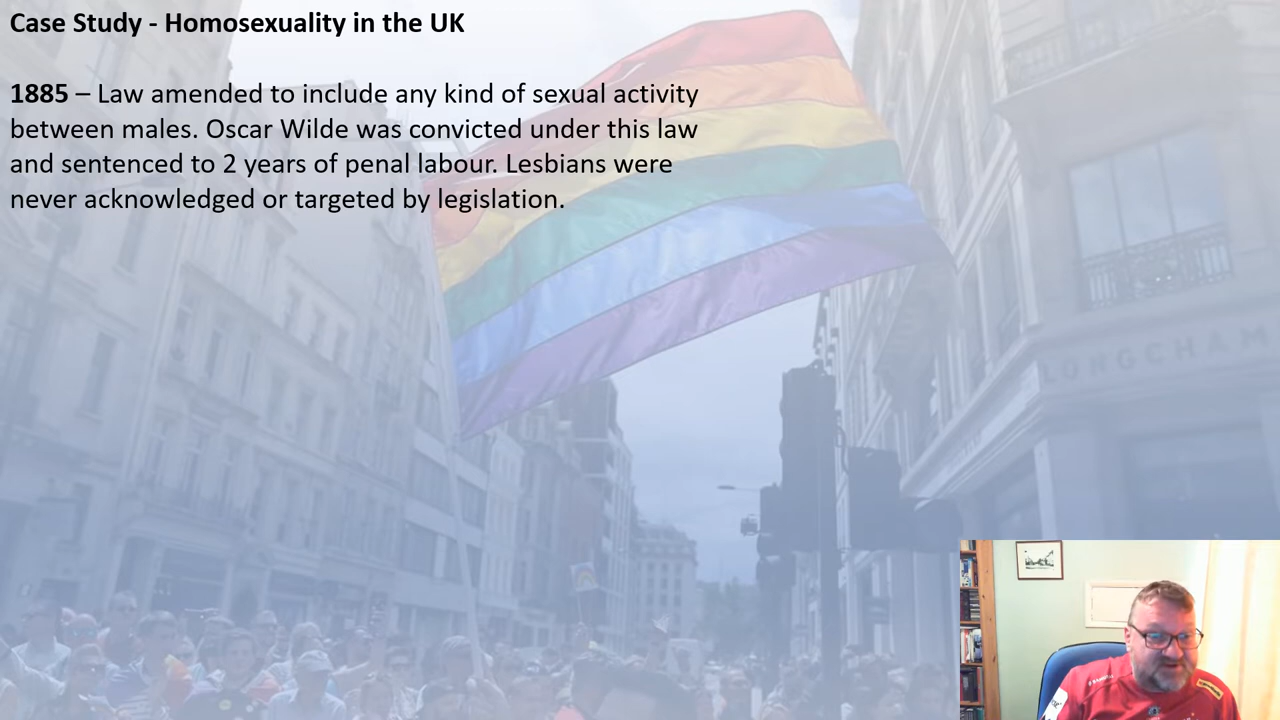 Case Study - Homosexuality in the UK
1885 – Law amended to include any kind of sexual activity
between males. Oscar Wilde was convicted under this law
and sentenced to 2 years of penal labour. Lesbians were
never acknowledged or targeted by legislation.
LONGCHAM